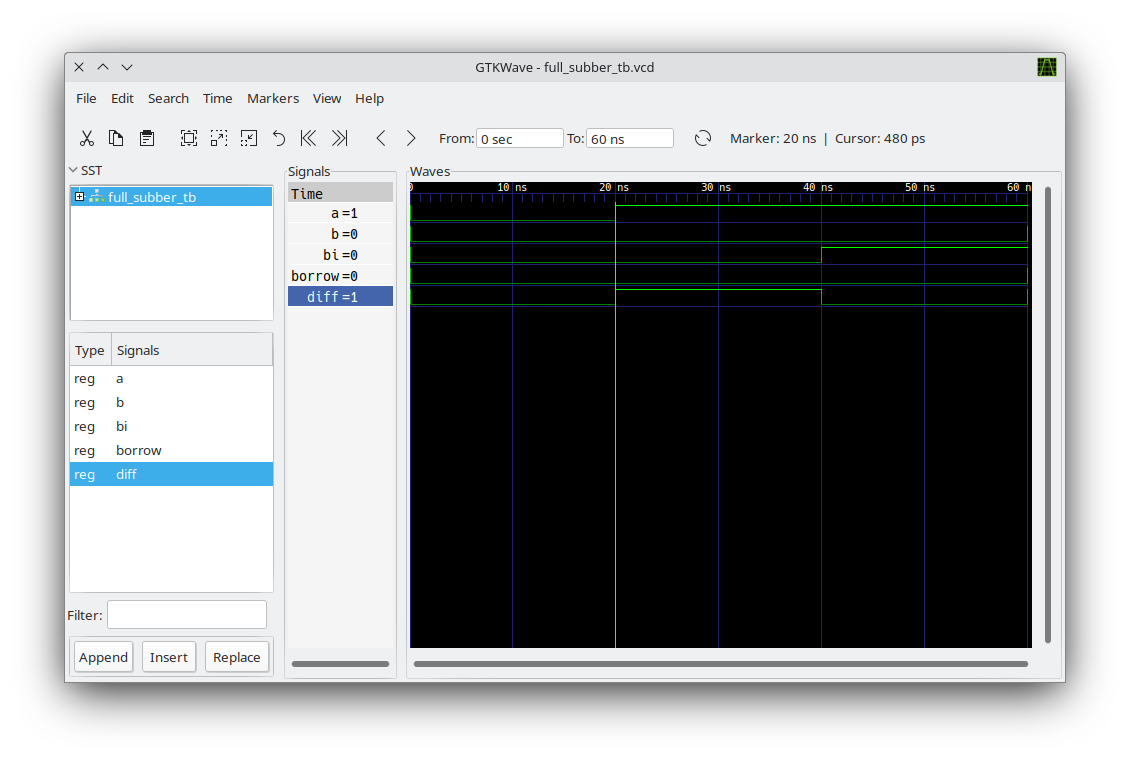 GTKWave - full_subber_tb.vcd
File Edit Search Time Markers View Help
From: 0 sec To: 60 ns Marker: 20 ns | Cursor: 480 ps
SST
full_subber_tb
Type Signals
reg a
reg b
reg bi
reg borrow
reg diff
Filter:
Append Insert Replace
Signals
Time
a =1
b =0
bi =0
borrow =0
diff =1
Waves
0 10 ns 20 ns 30 ns 40 ns 50 ns 60 n